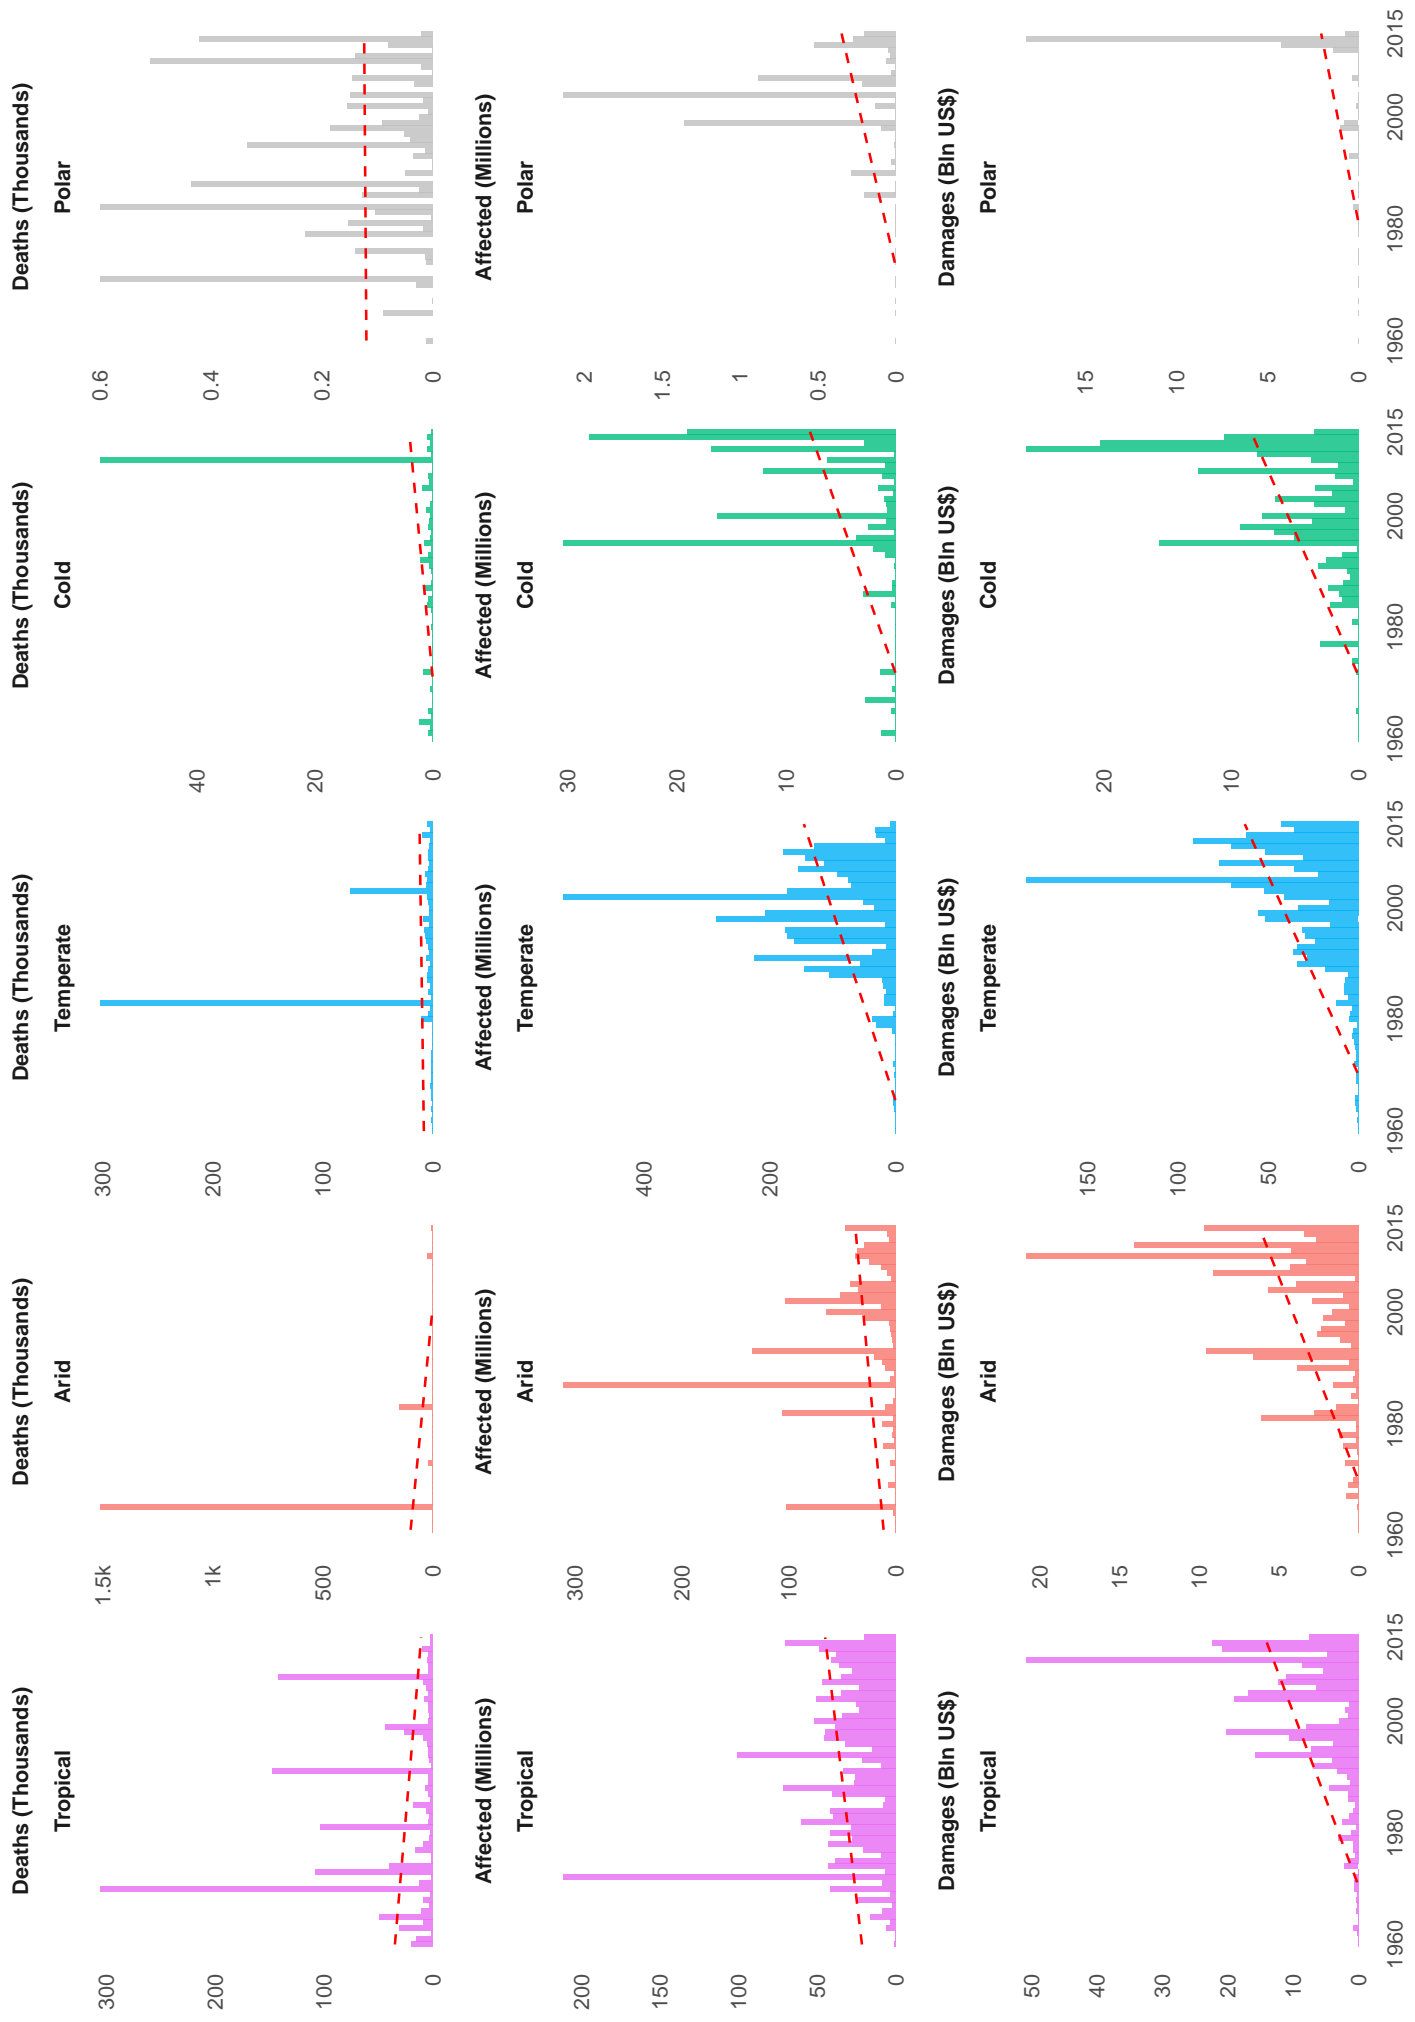 Deaths (Thousands)
Tropical
300
200
100
0
Deaths (Thousands)
Arid
1.5k
1k
500
0
Deaths (Thousands)
Temperate
300
200
100
0
Deaths (Thousands)
Cold
40
20
0
Deaths (Thousands)
Polar
0.6
0.4
0.2
0
Affected (Millions)
Tropical
200
150
100
50
0
Affected (Millions)
Arid
300
200
100
0
Affected (Millions)
Temperate
400
200
0
Affected (Millions)
Cold
30
20
10
0
Affected (Millions)
Polar
2
1.5
1
0.5
0
Damages (Bln US$)
Tropical
50
40
30
20
10
0
1960 1980 2000 2015
Damages (Bln US$)
Arid
20
15
10
5
0
1960 1980 2000 2015
Damages (Bln US$)
Temperate
150
100
50
0
1960 1980 2000 2015
Damages (Bln US$)
Cold
20
10
0
1960 1980 2000 2015
Damages (Bln US$)
Polar
15
10
5
0
1960 1980 2000 2015